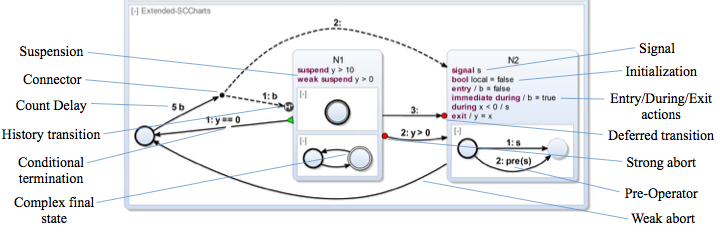 [-] Extended-SCCharts
2:
Suspension
Connector
Count Delay
History transition
Conditional
termination
Complex final
state
5 b
1: b
1: y == 0
N1
suspend y > 10
weak suspend y > 0
[-]
[-]
3:
2: y > 0
N2
signal s
bool local = false
entry / b = false
immediate during / b = true
during x < 0 / s
exit / y = x
[-]
1: s
2: pre(s)
Signal
Initialization
Entry/During/Exit
actions
Deferred transition
Strong abort
Pre-Operator
Weak abort